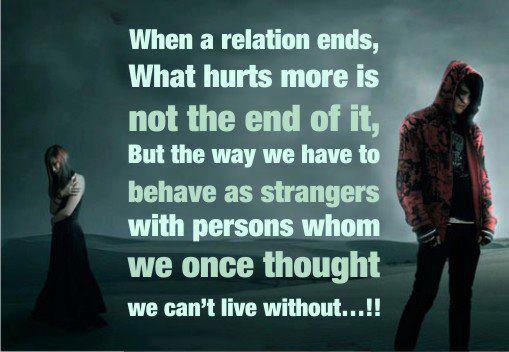 When a relation ends,
What hurts more is
not the end of it,
But the way we have to
behave as strangers
with persons whom
we once thought
we can't live without...!!